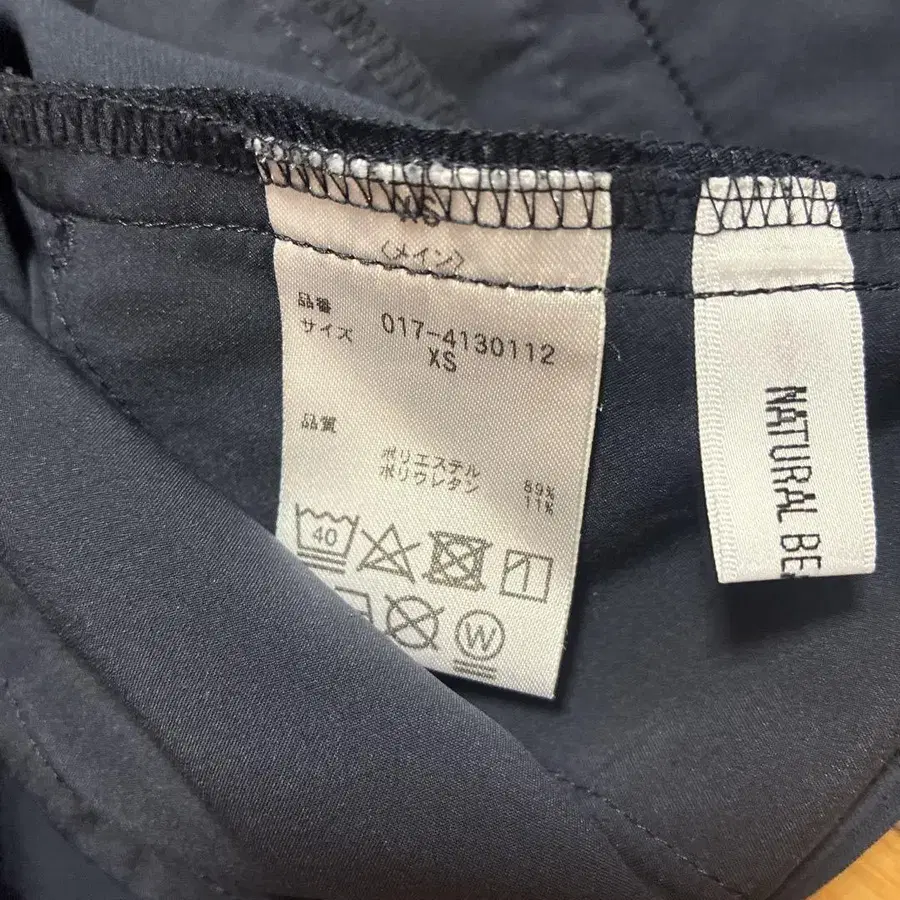 XS
〈メイン〉
品番 017-4130112
サイズ XS
品質
ポリエステル 89%
ポリウレタン 11%
40
W
NATURAL